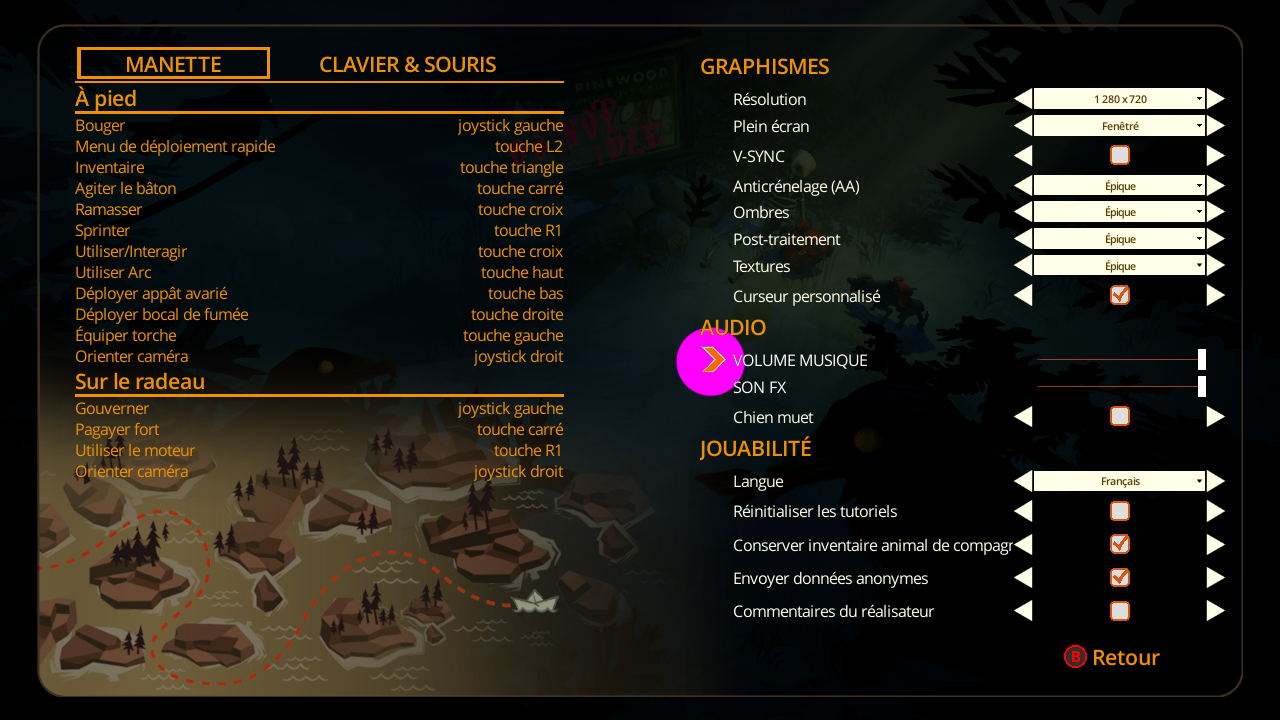 MANETTE
CLAVIER & SOURIS
À pied
Bouger joystick gauche
Menu de déploiement rapide touche L2
Inventaire touche triangle
Agiter le bâton touche carré
Ramasser touche croix
Sprinter touche R1
Utiliser/Interagir touche croix
Utiliser Arc touche haut
Déployer appât avarié touche bas
Déployer bocal de fumée touche droite
Équiper torche touche gauche
Orienter caméra joystick droit
Sur le radeau
Gouverner joystick gauche
Pagayer fort touche carré
Utiliser le moteur touche R1
Orienter caméra joystick droit
PINEWOOD
GRAPHISMES
Résolution 1 280 x 720
Plein écran Fenêtré
V-SYNC
Anticrénelage (AA) Épique
Ombres Épique
Post-traitement Épique
Textures Épique
Curseur personnalisé
AUDIO
VOLUME MUSIQUE
SON FX
Chien muet
JOUABILITÉ
Langue Français
Réinitialiser les tutoriels
Conserver inventaire animal de compagn
Envoyer données anonymes
Commentaires du réalisateur
B Retour